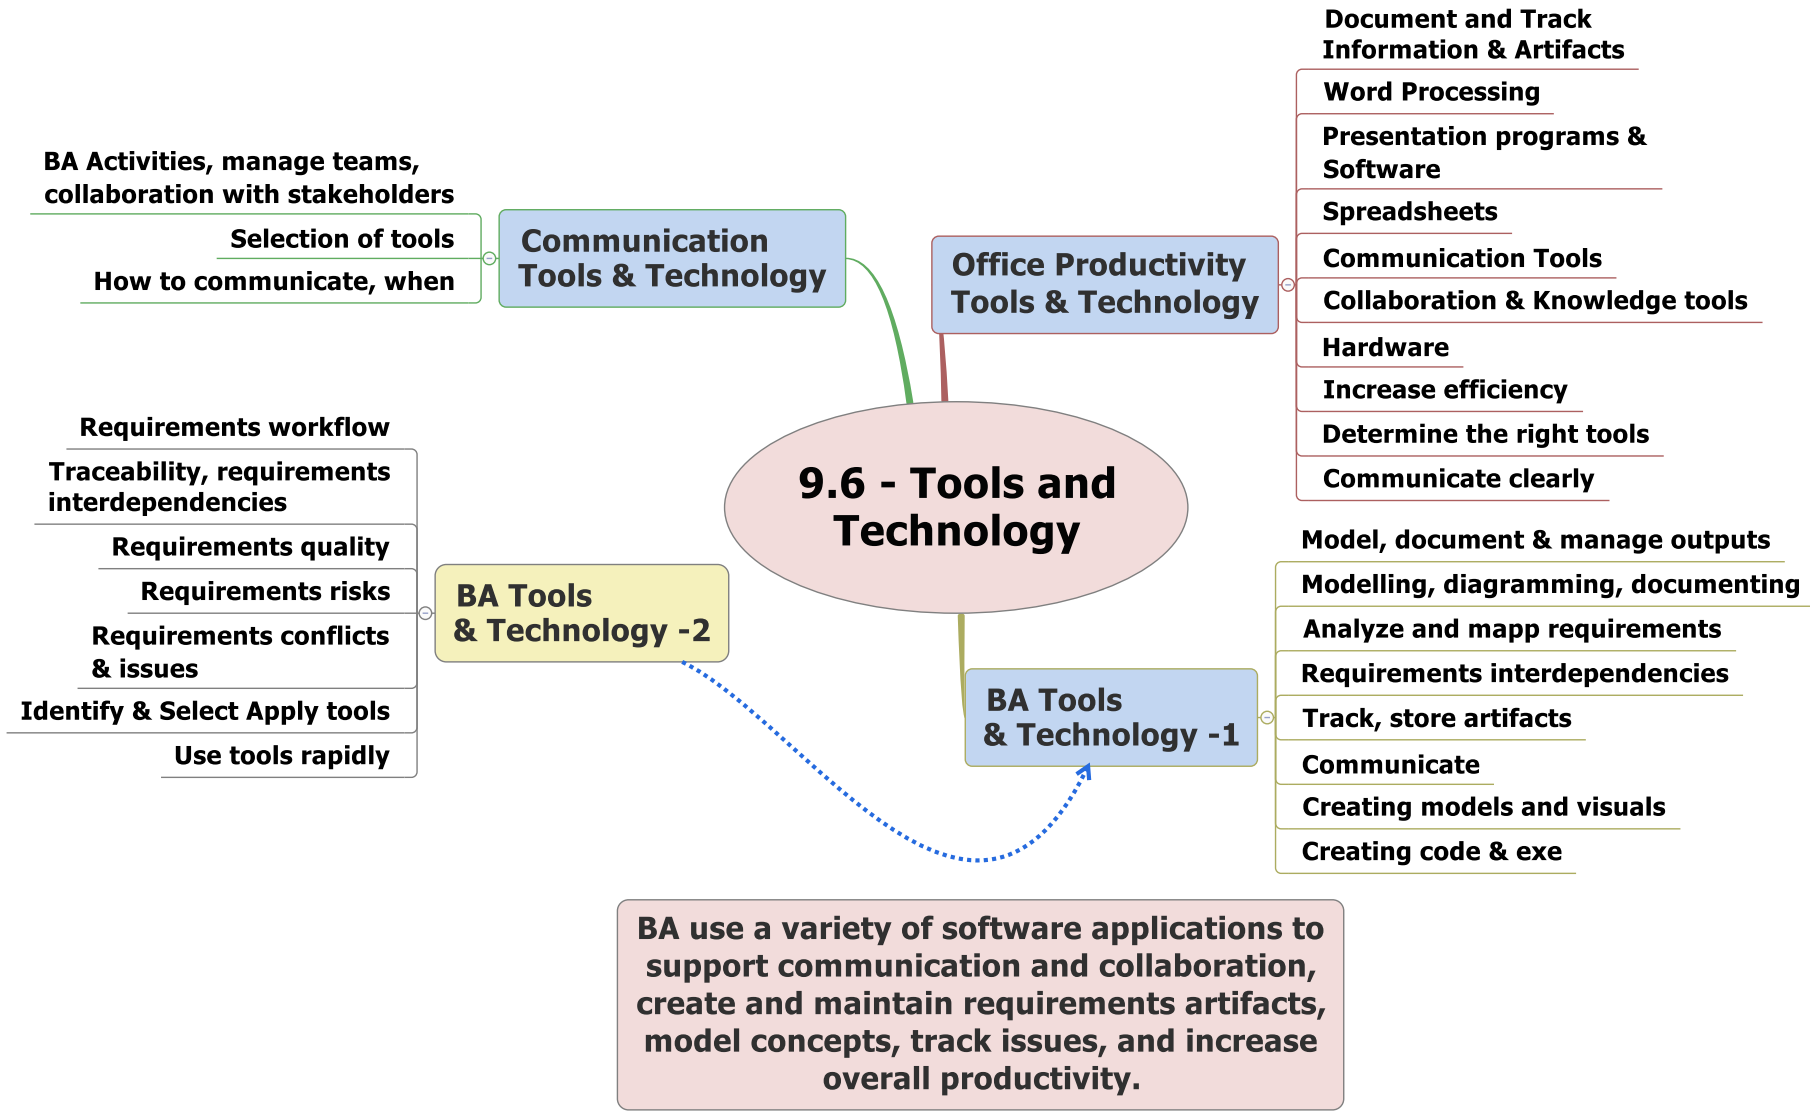 9.6 - Tools and
Technology
Communication
Tools & Technology
BA Activities, manage teams,
collaboration with stakeholders
Selection of tools
How to communicate, when
Office Productivity
Tools & Technology
Document and Track
Information & Artifacts
Word Processing
Presentation programs &
Software
Spreadsheets
Communication Tools
Collaboration & Knowledge tools
Hardware
Increase efficiency
Determine the right tools
Communicate clearly
BA Tools
& Technology -1
Model, document & manage outputs
Modelling, diagramming, documenting
Analyze and mapp requirements
Requirements interdependencies
Track, store artifacts
Communicate
Creating models and visuals
Creating code & exe
BA Tools
& Technology -2
Requirements workflow
Traceability, requirements
interdependencies
Requirements quality
Requirements risks
Requirements conflicts
& issues
Identify & Select Apply tools
Use tools rapidly
BA use a variety of software applications to
support communication and collaboration,
create and maintain requirements artifacts,
model concepts, track issues, and increase
overall productivity.